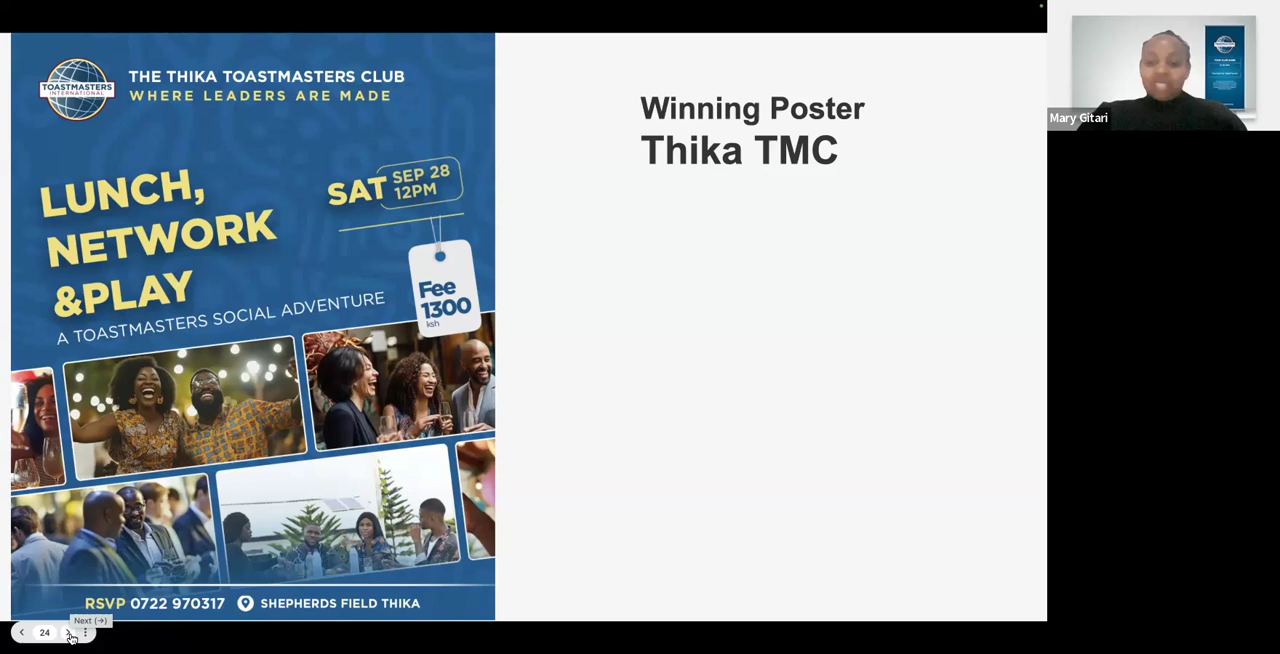 TOASTMASTERS
INTERNATIONAL
THE THIKA TOASTMASTERS CLUB
WHERE LEADERS ARE MADE
LUNCH,
NETWORK
&PLAY
A TOASTMASTERS SOCIAL ADVENTURE
SAT SEP 28
12PM
Fee
1300
ksh
RSVP 0722 970317 SHEPHERDS FIELD THIKA
Winning Poster
Thika TMC
Mary Gitari
Next (→)
24